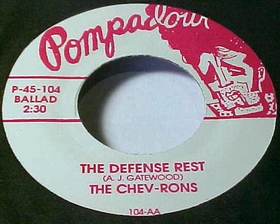 Pompadour
P-45-104
BALLAD
2:30
THE DEFENSE REST
(A. J. GATEWOOD)
THE CHEV-RONS
104-AA